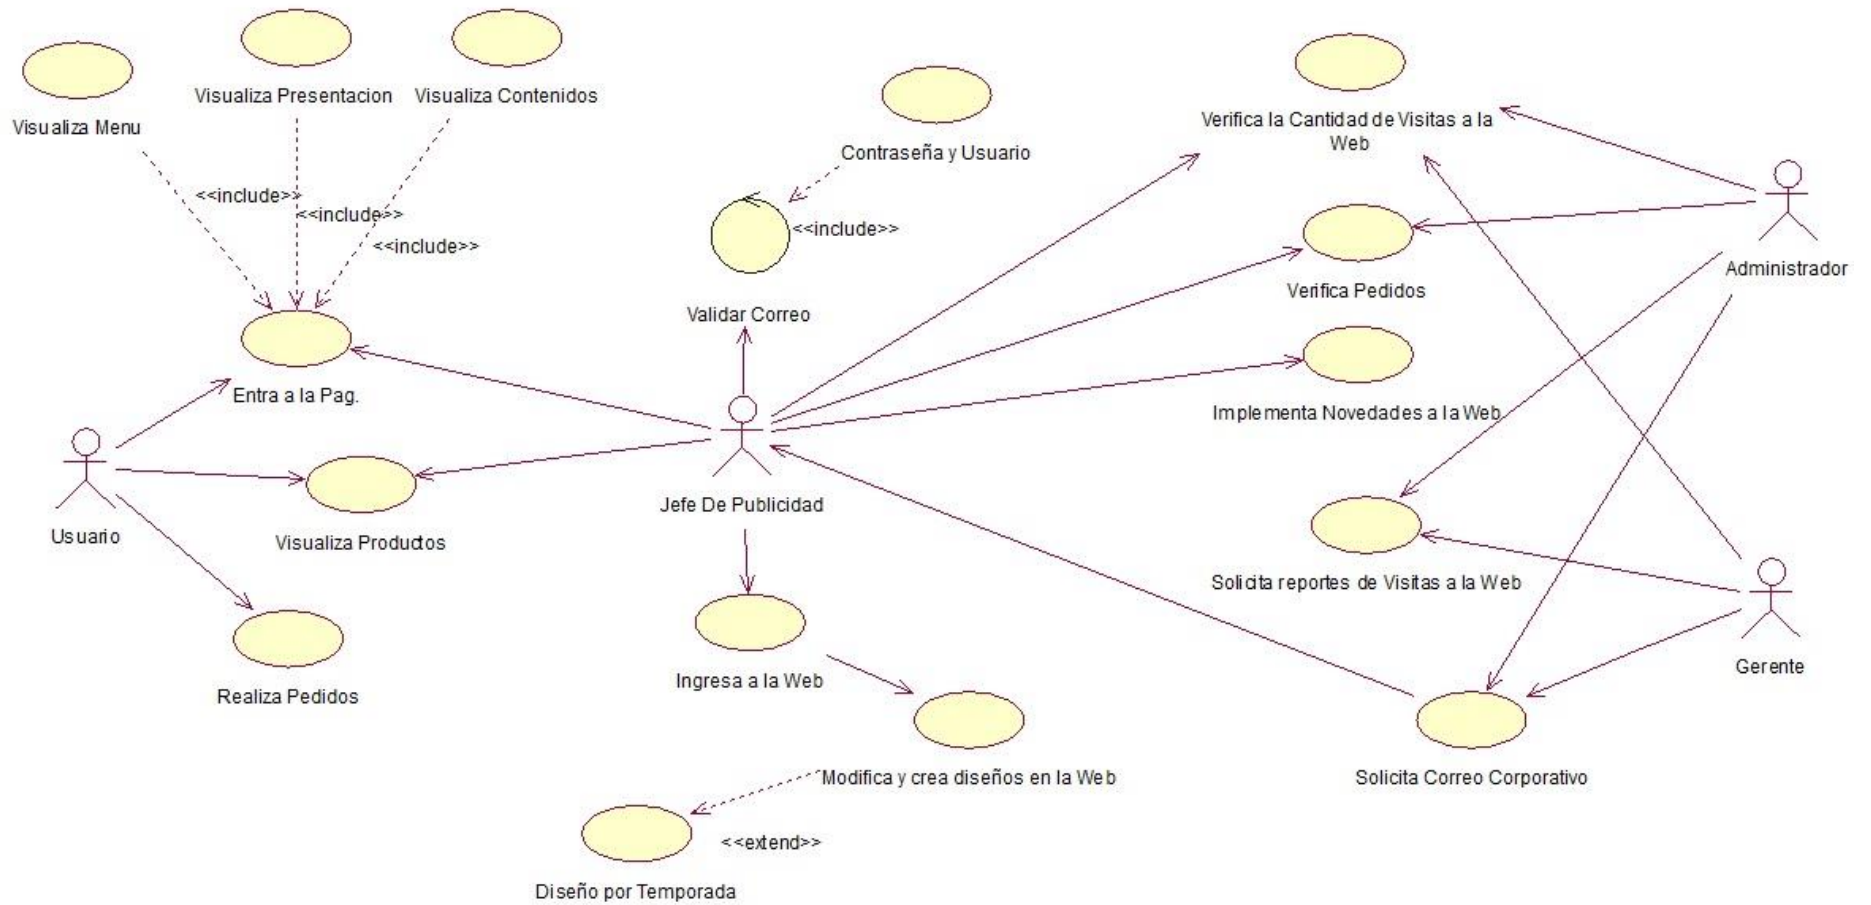 Visualiza Presentacion
Visualiza Contenidos
Visualiza Menu
Verifica la Cantidad de Visitas a la
Web
Contraseña y Usuario
<<include>>
<<include>>
<<include>>
<<include>>
Administrador
Verifica Pedidos
Validar Correo
Entra a la Pag.
Implementa Novedades a la Web
Jefe De Publicidad
Usuario
Visualiza Productos
Solicita reportes de Visitas a la Web
Gerente
Ingresa a la Web
Realiza Pedidos
Modifica y crea diseños en la Web
Solicita Correo Corporativo
<<extend>>
Diseño por Temporada